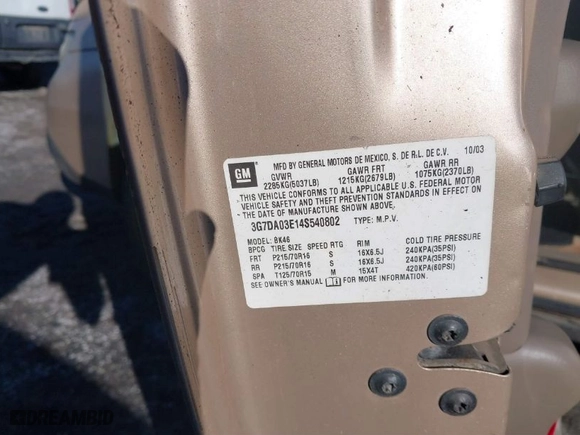 GM
MFD BY GENERAL MOTORS DE MEXICO, S. DE R.L. DE C.V. 10/03
GVWR GAWR FRT GAWR RR
2285KG(5037LB) 1215KG(2679LB) 1075KG(2370LB)
THIS VEHICLE CONFORMS TO ALL APPLICABLE U.S. FEDERAL MOTOR
VEHICLE SAFETY AND THEFT PREVENTION STANDARDS IN EFFECT ON
THE DATE OF MANUFACTURE SHOWN ABOVE.
3G7DA03E14S540802 TYPE: M.P.V.
MODEL: BK46
BPCG TIRE SIZE SPEED RTG RIM COLD TIRE PRESSURE
FRT P215/70R16 S 16X6.5J 240KPA(35PSI)
RR P215/70R16 S 16X6.5J 240KPA(35PSI)
SPA T125/70R15 M 15X4T 420KPA(60PSI)
SEE OWNER'S MANUAL FOR MORE INFORMATION.
DREAMBID